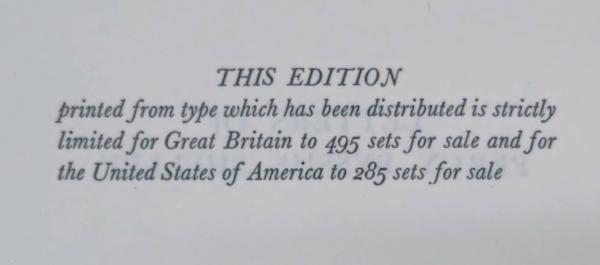 THIS EDITION
printed from type which has been distributed is strictly
limited for Great Britain to 495 sets for sale and for
the United States of America to 285 sets for sale